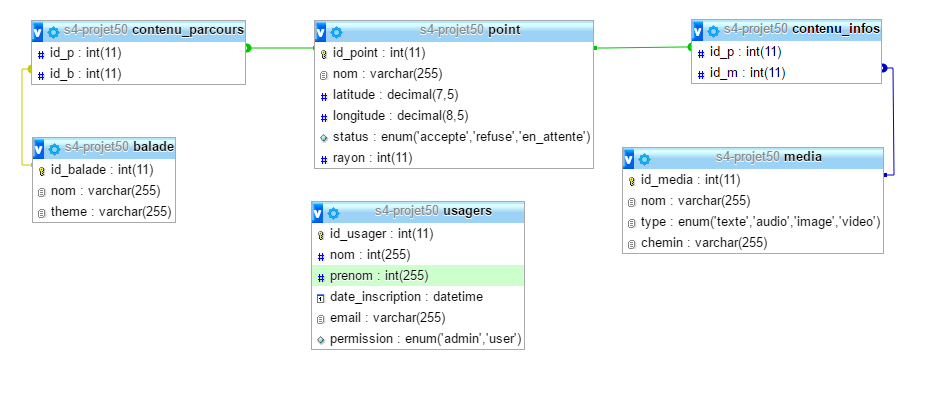 v s4-projet50 contenu_parcours
# id_p : int(11)
# id_b : int(11)
v s4-projet50 point
id_point : int(11)
nom : varchar(255)
# latitude : decimal(7,5)
# longitude : decimal(8,5)
status : enum('accepte','refuse','en_attente')
# rayon : int(11)
v s4-projet50 contenu_infos
# id_p : int(11)
# id_m : int(11)
v s4-projet50 balade
id_balade : int(11)
nom : varchar(255)
theme : varchar(255)
v s4-projet50 media
id_media : int(11)
nom : varchar(255)
type : enum('texte','audio','image','video')
chemin : varchar(255)
v s4-projet50 usagers
id_usager : int(11)
# nom : int(255)
# prenom : int(255)
date_inscription : datetime
email : varchar(255)
permission : enum('admin','user')